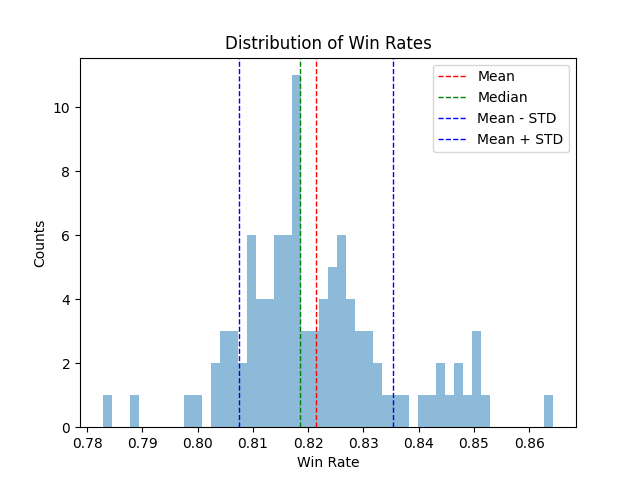 Distribution of Win Rates
Mean
Median
Mean - STD
Mean + STD
10
8
6
4
2
0
Counts
0.78 0.79 0.80 0.81 0.82 0.83 0.84 0.85 0.86
Win Rate